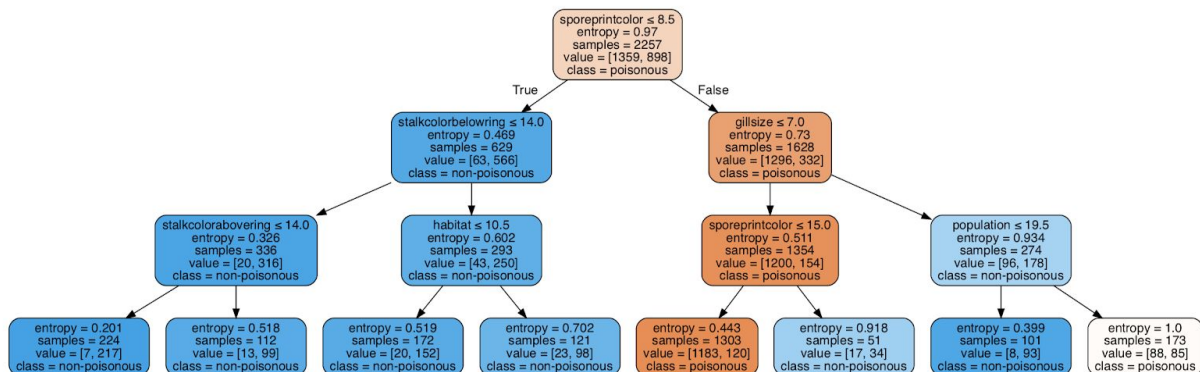 sporeprintcolor ≤ 8.5
entropy = 0.97
samples = 2257
value = [1359, 898]
class = poisonous
True
False
stalkcolorbelowring ≤ 14.0
entropy = 0.469
samples = 629
value = [63, 566]
class = non-poisonous
gillsize ≤ 7.0
entropy = 0.73
samples = 1628
value = [1296, 332]
class = poisonous
stalkcolorabovering ≤ 14.0
entropy = 0.326
samples = 336
value = [20, 316]
class = non-poisonous
habitat ≤ 10.5
entropy = 0.602
samples = 293
value = [43, 250]
class = non-poisonous
sporeprintcolor ≤ 15.0
entropy = 0.511
samples = 1354
value = [1200, 154]
class = poisonous
population ≤ 19.5
entropy = 0.934
samples = 274
value = [96, 178]
class = non-poisonous
entropy = 0.201
samples = 224
value = [7, 217]
class = non-poisonous
entropy = 0.518
samples = 112
value = [13, 99]
class = non-poisonous
entropy = 0.519
samples = 172
value = [20, 152]
class = non-poisonous
entropy = 0.702
samples = 121
value = [23, 98]
class = non-poisonous
entropy = 0.443
samples = 1303
value = [1183, 120]
class = poisonous
entropy = 0.918
samples = 51
value = [17, 34]
class = non-poisonous
entropy = 0.399
samples = 101
value = [8, 93]
class = non-poisonous
entropy = 1.0
samples = 173
value = [88, 85]
class = poisonous